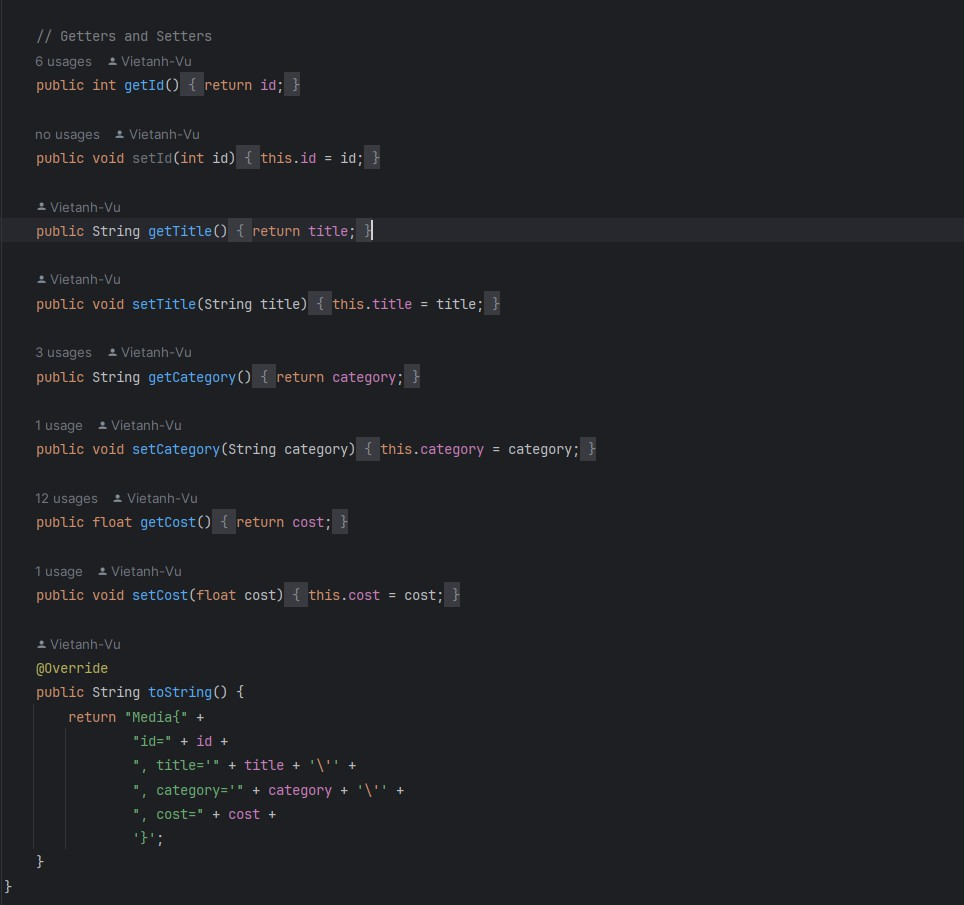 // Getters and Setters
6 usages Vietanh-Vu
public int getId() { return id; }
no usages Vietanh-Vu
public void setId(int id) { this.id = id; }
Vietanh-Vu
public String getTitle() { return title; }
Vietanh-Vu
public void setTitle(String title) { this.title = title; }
3 usages Vietanh-Vu
public String getCategory() { return category; }
1 usage Vietanh-Vu
public void setCategory(String category) { this.category = category; }
12 usages Vietanh-Vu
public float getCost() { return cost; }
1 usage Vietanh-Vu
public void setCost(float cost) { this.cost = cost; }
Vietanh-Vu
@Override
public String toString() {
return "Media{" +
"id=" + id +
", title='" + title + '\'' +
", category='" + category + '\'' +
", cost=" + cost +
'}';
}
}